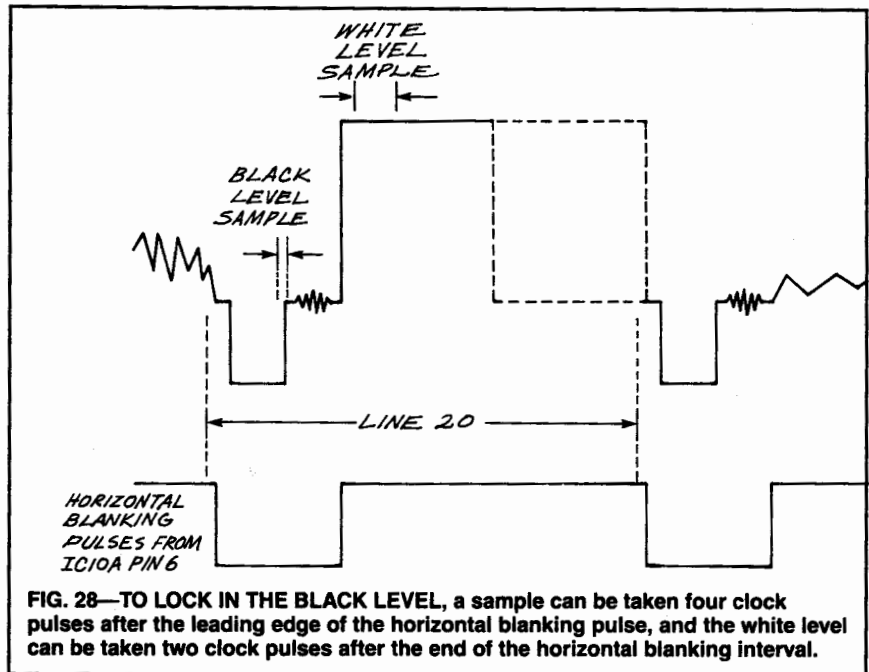 WHITE
LEVEL
SAMPLE
BLACK
LEVEL
SAMPLE
LINE 20
HORIZONTAL
BLANKING
PULSES FROM
IC10A PIN 6
FIG. 28—TO LOCK IN THE BLACK LEVEL, a sample can be taken four clock
pulses after the leading edge of the horizontal blanking pulse, and the white level
can be taken two clock pulses after the end of the horizontal blanking interval.